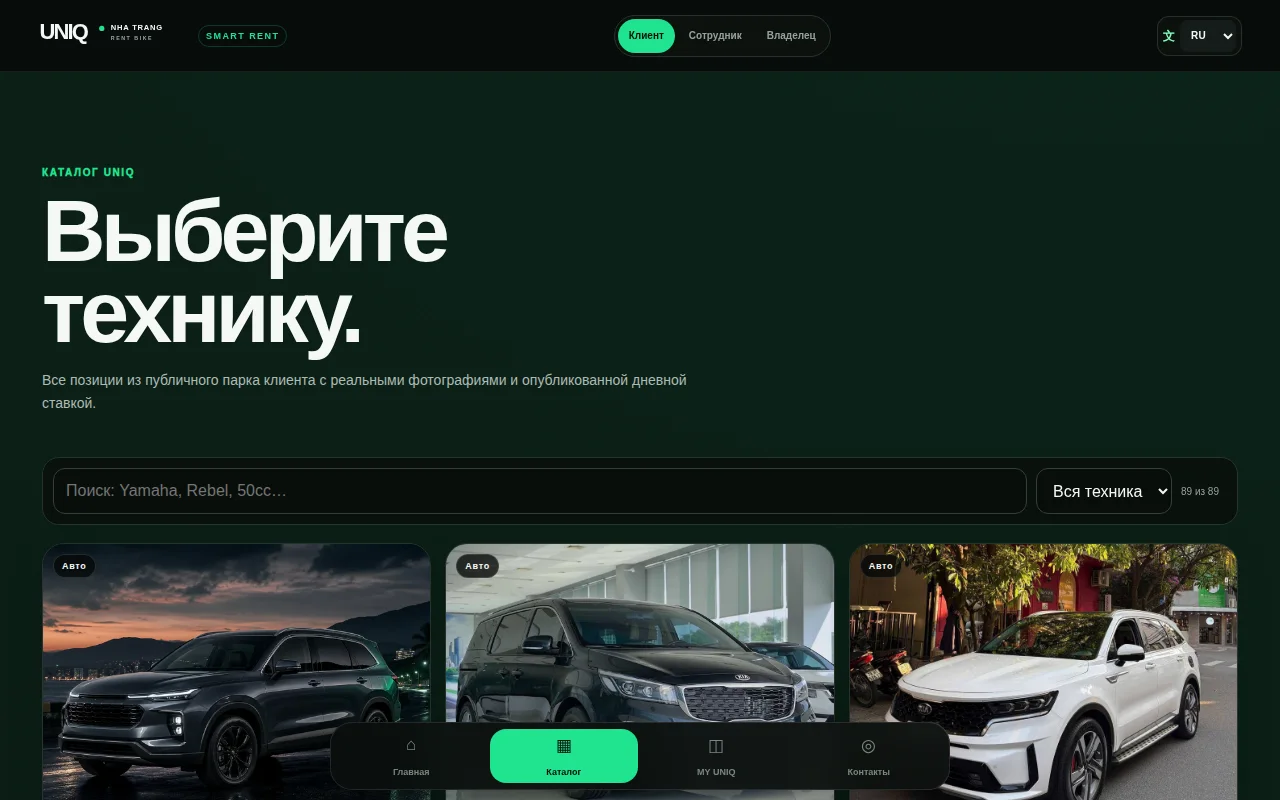 UNIQ
NHA TRANG
RENT BIKE
SMART RENT
Клиент
Сотрудник
Владелец
文
RU
КАТАЛОГ UNIQ
Выберите
технику.
Все позиции из публичного парка клиента с реальными фотографиями и опубликованной дневной
ставкой.
Поиск: Yamaha, Rebel, 50cc…
Вся техника
89 из 89
Авто
Авто
Авто
Главная
Каталог
MY UNIQ
Контакты